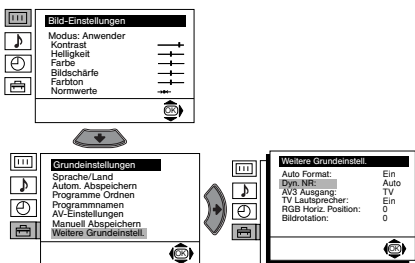 Bild-Einstellungen
Modus: Anwender
Kontrast
Helligkeit
Farbe
Bildschärfe
Farbton
Normwerte
OK
Grundeinstellungen
Sprache/Land
Autom. Abspeichern
Programme Ordnen
Programmnamen
AV-Einstellungen
Manuell Abspeichern
Weitere Grundeinstell.
OK
Weitere Grundeinstell.
Auto Format: Ein
Dyn. NR: Auto
AV3 Ausgang: TV
TV Lautsprecher: Ein
RGB Horiz. Position: 0
Bildrotation: 0
OK